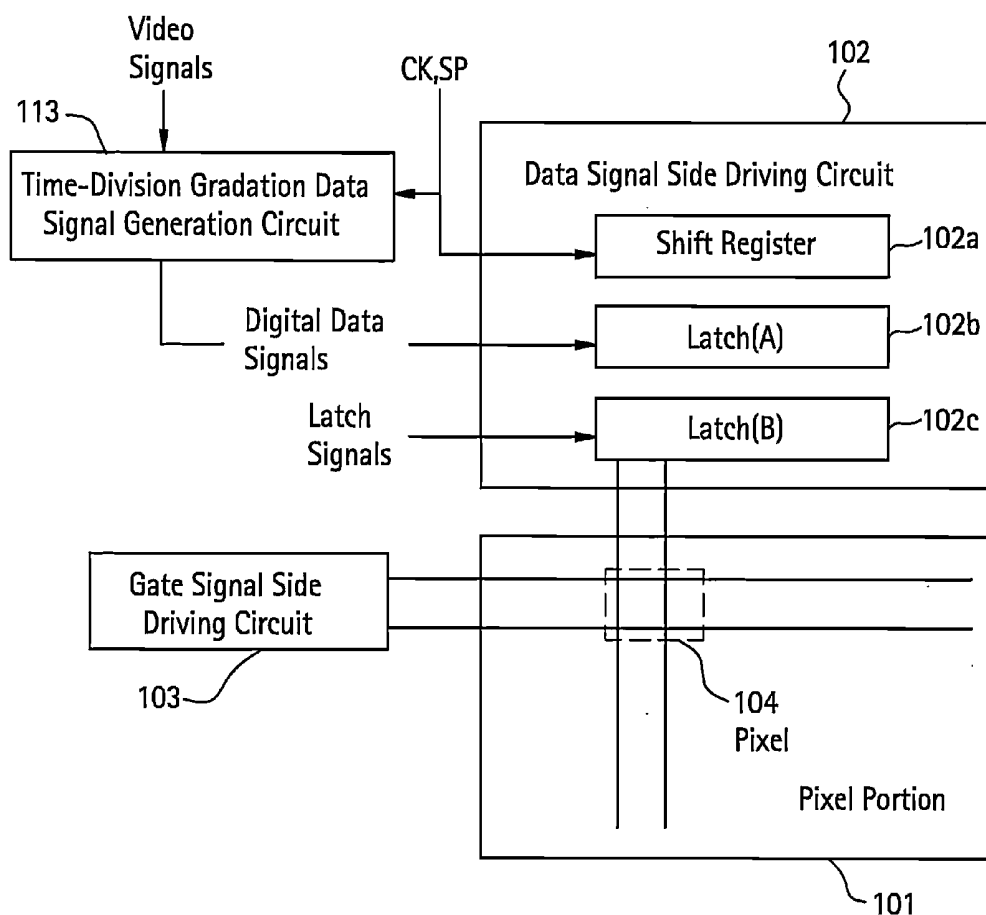 Video
Signals
CK,SP
102
113
Time-Division Gradation Data
Signal Generation Circuit
Data Signal Side Driving Circuit
Shift Register
102a
Digital Data
Signals
Latch(A)
102b
Latch
Signals
Latch(B)
102c
Gate Signal Side
Driving Circuit
103
104
Pixel
Pixel Portion
101